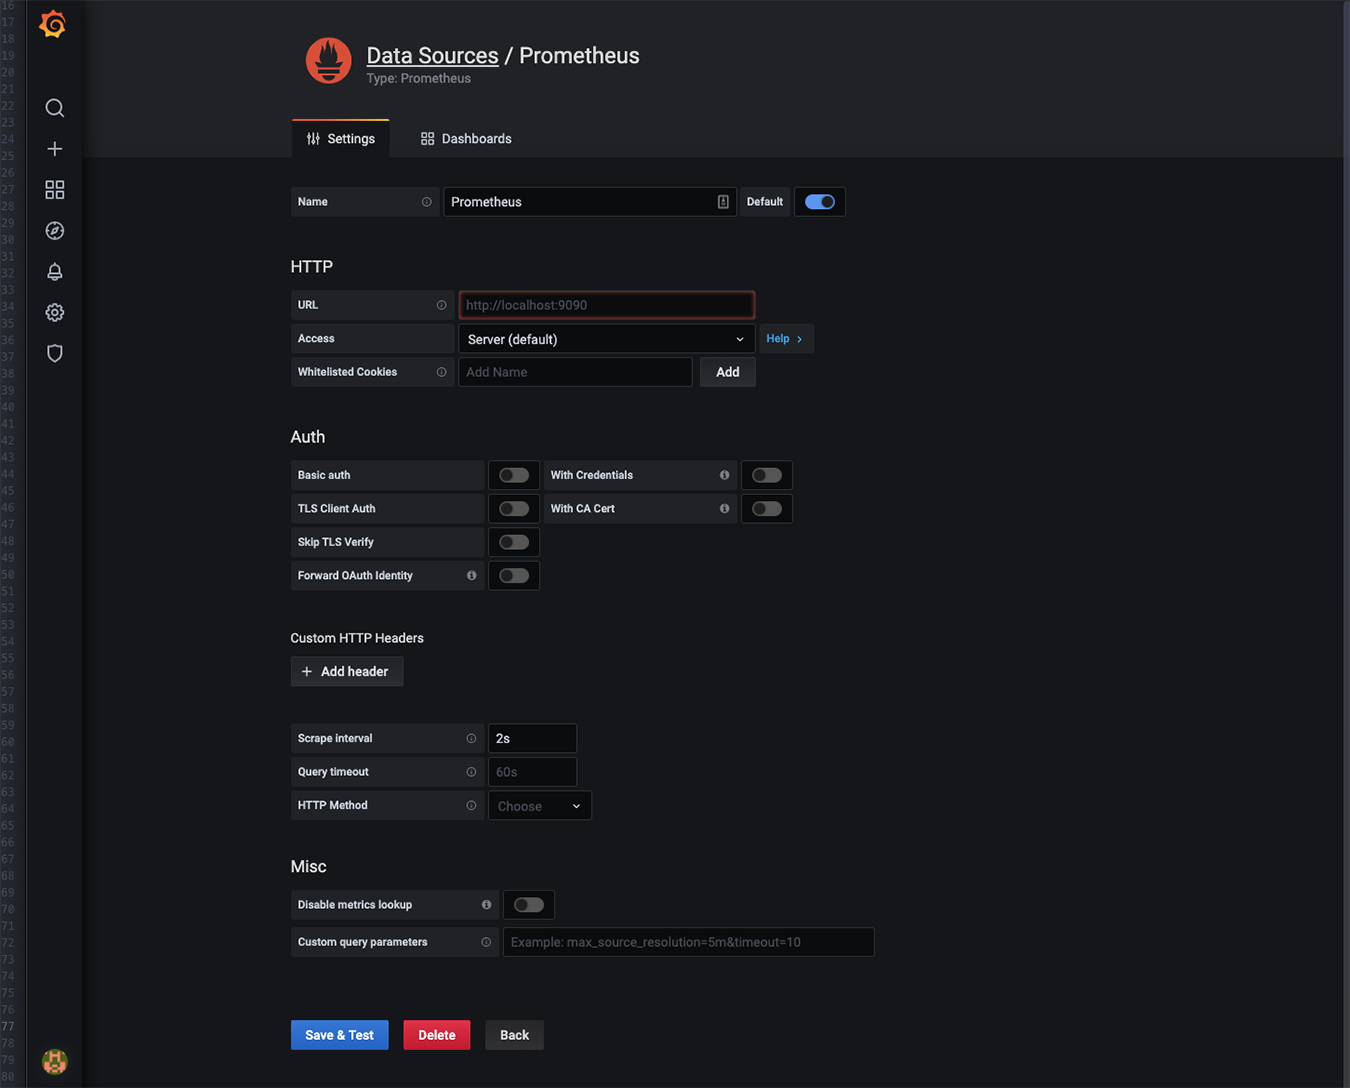 Data Sources / Prometheus
Type: Prometheus
Settings
Dashboards
Name
Prometheus
Default
HTTP
URL
http://localhost:9090
Access
Server (default)
Help >
Whitelisted Cookies
Add Name
Add
Auth
Basic auth
With Credentials
TLS Client Auth
With CA Cert
Skip TLS Verify
Forward OAuth Identity
Custom HTTP Headers
+ Add header
Scrape interval
2s
Query timeout
60s
HTTP Method
Choose
Misc
Disable metrics lookup
Custom query parameters
Example: max_source_resolution=5m&timeout=10
Save & Test
Delete
Back
16
17
18
19
20
21
22
23
24
25
26
27
28
29
30
31
32
33
34
35
36
37
38
39
40
41
42
43
44
45
46
47
48
49
50
51
52
53
54
55
56
57
58
59
60
61
62
63
64
65
66
67
68
69
70
71
72
73
74
75
76
77
78
79
80